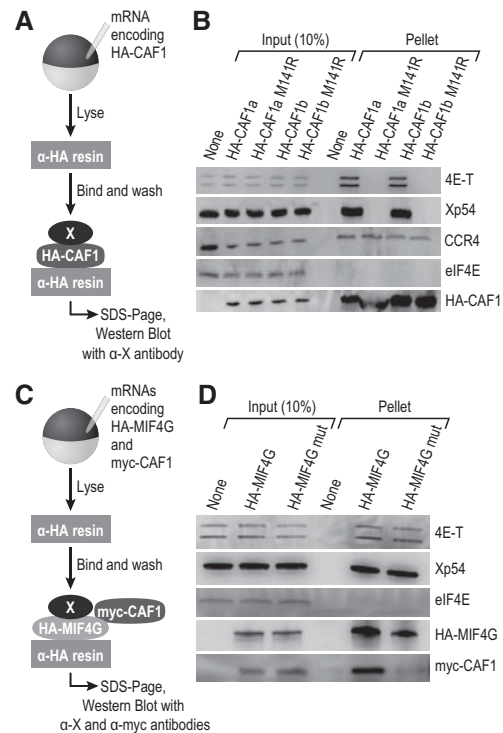 A
mRNA
encoding
HA-CAF1
Lyse
α-HA resin
Bind and wash
X
HA-CAF1
α-HA resin
SDS-Page,
Western Blot
with α-X antibody
B
Input (10%)
Pellet
None
HA-CAF1a
HA-CAF1a M141R
HA-CAF1b
HA-CAF1b M141R
None
HA-CAF1a
HA-CAF1a M141R
HA-CAF1b
HA-CAF1b M141R
4E-T
Xp54
CCR4
eIF4E
HA-CAF1
C
mRNAs
encoding
HA-MIF4G
and
myc-CAF1
Lyse
α-HA resin
Bind and wash
X
myc-CAF1
HA-MIF4G
α-HA resin
SDS-Page,
Western Blot with
α-X and α-myc antibodies
D
Input (10%)
Pellet
None
HA-MIF4G
HA-MIF4G mut
None
HA-MIF4G
HA-MIF4G mut
4E-T
Xp54
eIF4E
HA-MIF4G
myc-CAF1